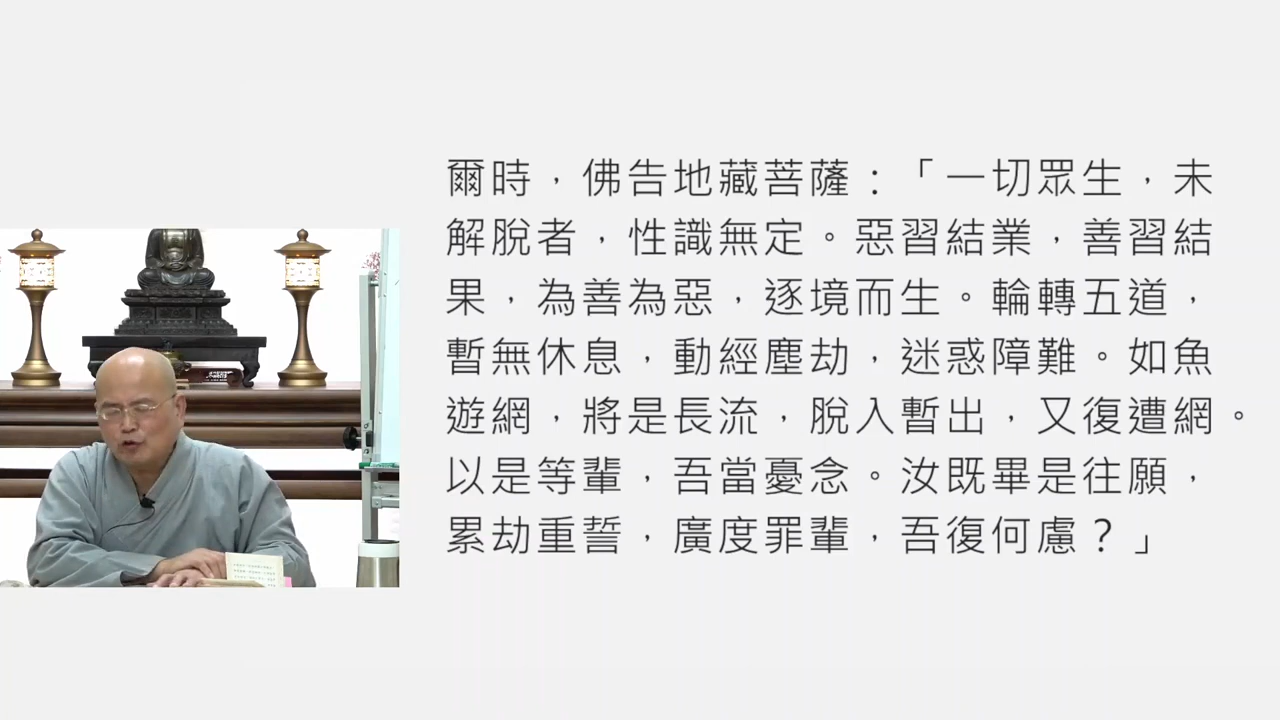 爾時，佛告地藏菩薩：「一切眾生，未
解脫者，性識無定。惡習結業，善習結
果，為善為惡，逐境而生。輪轉五道，
暫無休息，動經塵劫，迷惑障難。如魚
遊網，將是長流，脫入暫出，又復遭網。
以是等輩，吾當憂念。汝既畢是往願，
累劫重誓，廣度罪輩，吾復何慮？」